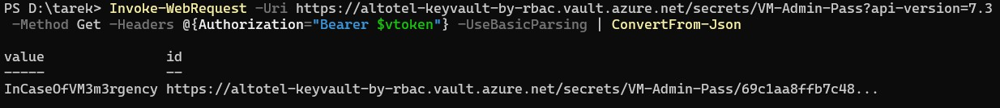 PS D:\tarek> Invoke-WebRequest -Uri https://altotel-keyvault-by-rbac.vault.azure.net/secrets/VM-Admin-Pass?api-version=7.3
-Method Get -Headers @{Authorization="Bearer $vtoken"} -UseBasicParsing | ConvertFrom-Json
value id
----- --
InCaseOfVM3m3rgency https://altotel-keyvault-by-rbac.vault.azure.net/secrets/VM-Admin-Pass/69c1aa8ffb7c48...